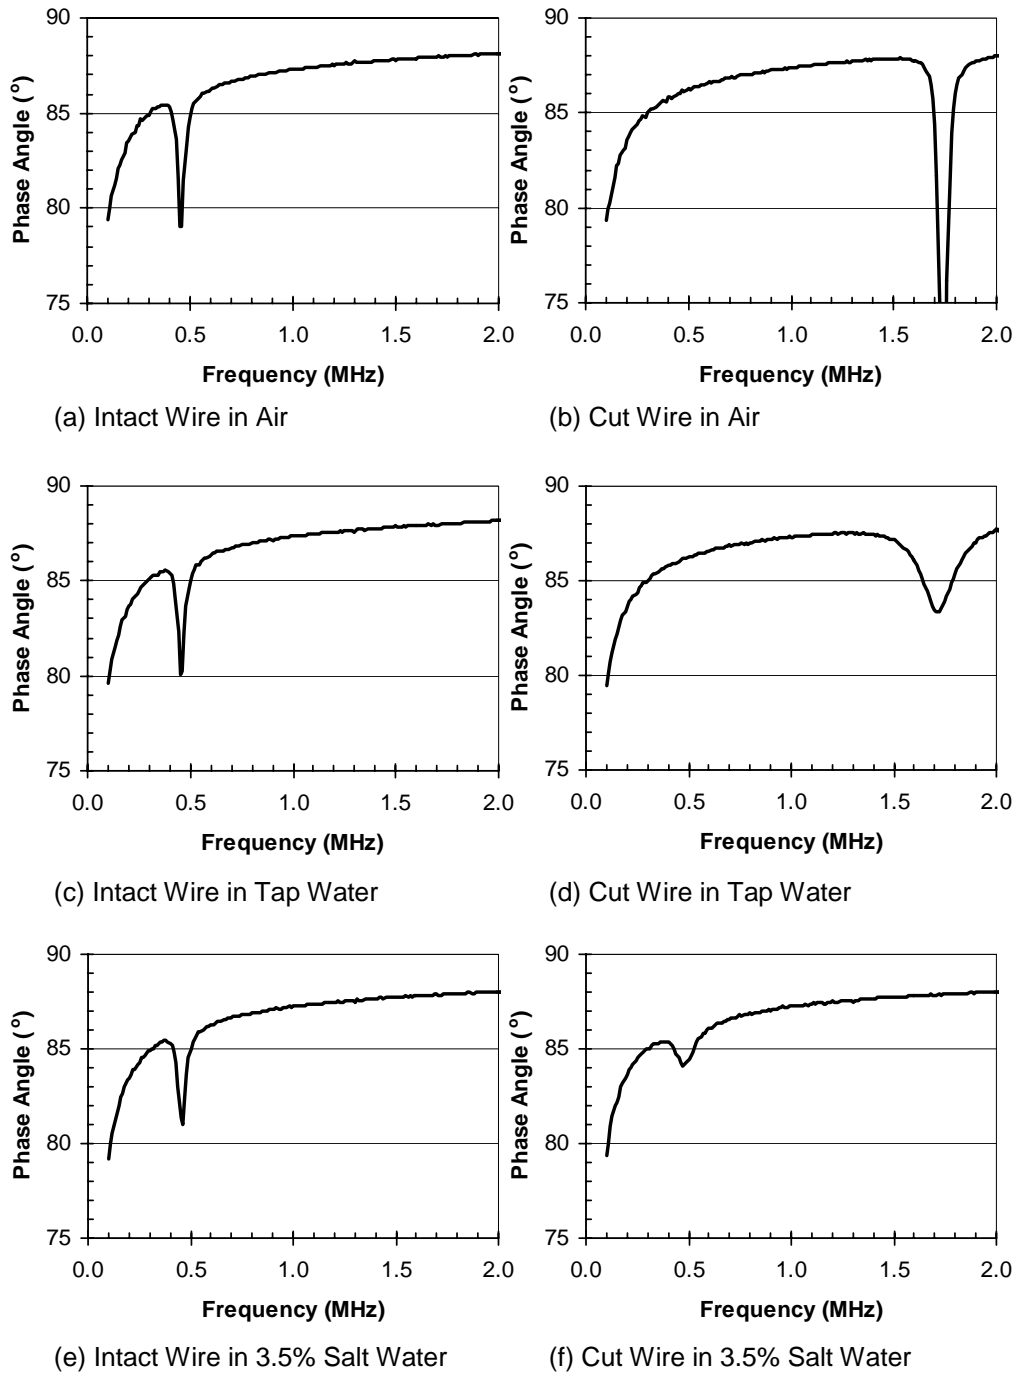 90
85
80
75
Phase Angle (°)
0.0 0.5 1.0 1.5 2.0
Frequency (MHz)
(a) Intact Wire in Air
90
85
80
75
Phase Angle (°)
0.0 0.5 1.0 1.5 2.0
Frequency (MHz)
(b) Cut Wire in Air
90
85
80
75
Phase Angle (°)
0.0 0.5 1.0 1.5 2.0
Frequency (MHz)
(c) Intact Wire in Tap Water
90
85
80
75
Phase Angle (°)
0.0 0.5 1.0 1.5 2.0
Frequency (MHz)
(d) Cut Wire in Tap Water
90
85
80
75
Phase Angle (°)
0.0 0.5 1.0 1.5 2.0
Frequency (MHz)
(e) Intact Wire in 3.5% Salt Water
90
85
80
75
Phase Angle (°)
0.0 0.5 1.0 1.5 2.0
Frequency (MHz)
(f) Cut Wire in 3.5% Salt Water